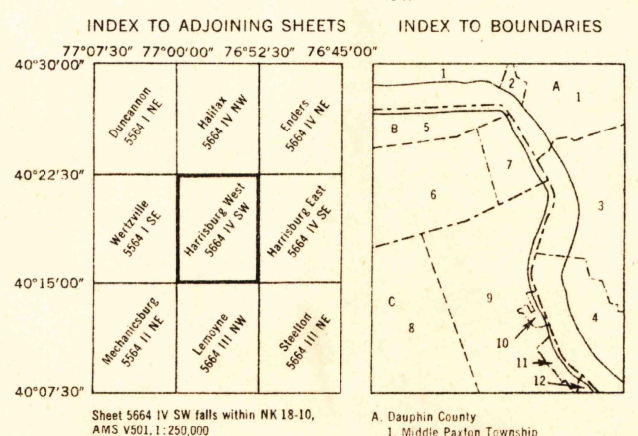 INDEX TO ADJOINING SHEETS
77°07'30" 77°00'00" 76°52'30" 76°45'00"
40°30'00"
Duncannon
5564 I NE
Halifax
5664 IV NW
Enders
5664 IV NE
40°22'30"
Wertzville
5564 I SE
Harrisburg West
5664 IV SW
Harrisburg East
5664 IV SE
40°15'00"
Mechanicsburg
5564 II NE
Lemoyne
5664 III NW
Steelton
5664 III NE
40°07'30"
Sheet 5664 IV SW falls within NK 18-10,
AMS V501, 1:250,000
INDEX TO BOUNDARIES
1
2
A
1
B
5
7
6
3
C
8
9
4
10
11
12
A. Dauphin County
1. Middle Paxton Township